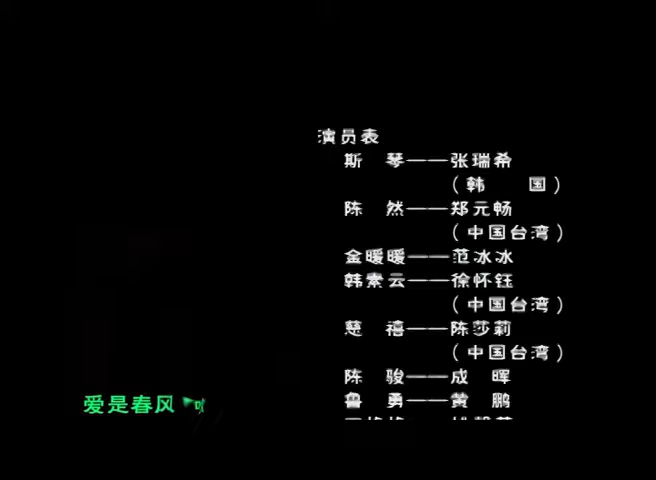 演员表
斯　琴——张瑞希
（韩　　国）
陈　然——郑元畅
（中国台湾）
金暖暖——范冰冰
韩素云——徐怀钰
（中国台湾）
慈　禧——陈莎莉
（中国台湾）
陈　骏——成　晖
鲁　勇——黄　鹏
爱是春风